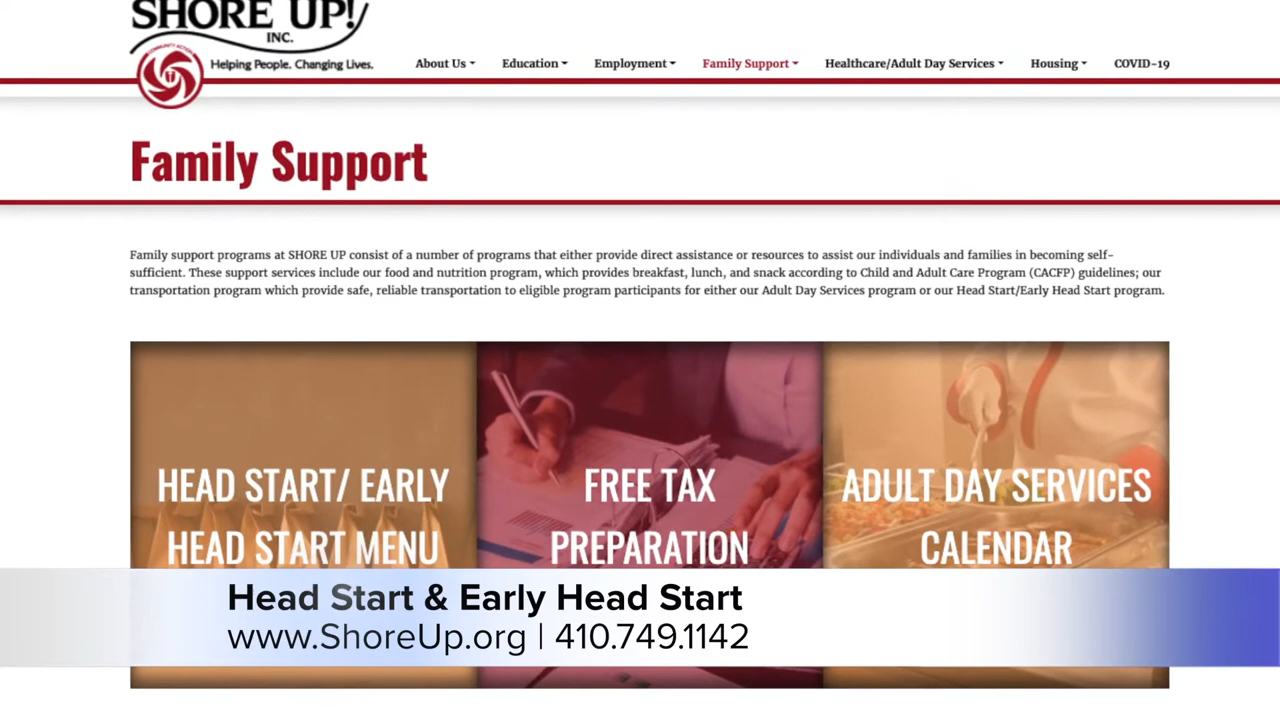 SHORE UP!
INC.
COMMUNITY ACTION
Helping People. Changing Lives.
About Us Education Employment Family Support Healthcare/Adult Day Services Housing COVID-19
Family Support
Family support programs at SHORE UP consist of a number of programs that either provide direct assistance or resources to assist our individuals and families in becoming self-
sufficient. These support services include our food and nutrition program, which provides breakfast, lunch, and snack according to Child and Adult Care Program (CACFP) guidelines; our
transportation program which provide safe, reliable transportation to eligible program participants for either our Adult Day Services program or our Head Start/Early Head Start program.
HEAD START/ EARLY
HEAD START MENU
FREE TAX
PREPARATION
ADULT DAY SERVICES
CALENDAR
Head Start & Early Head Start
www.ShoreUp.org | 410.749.1142